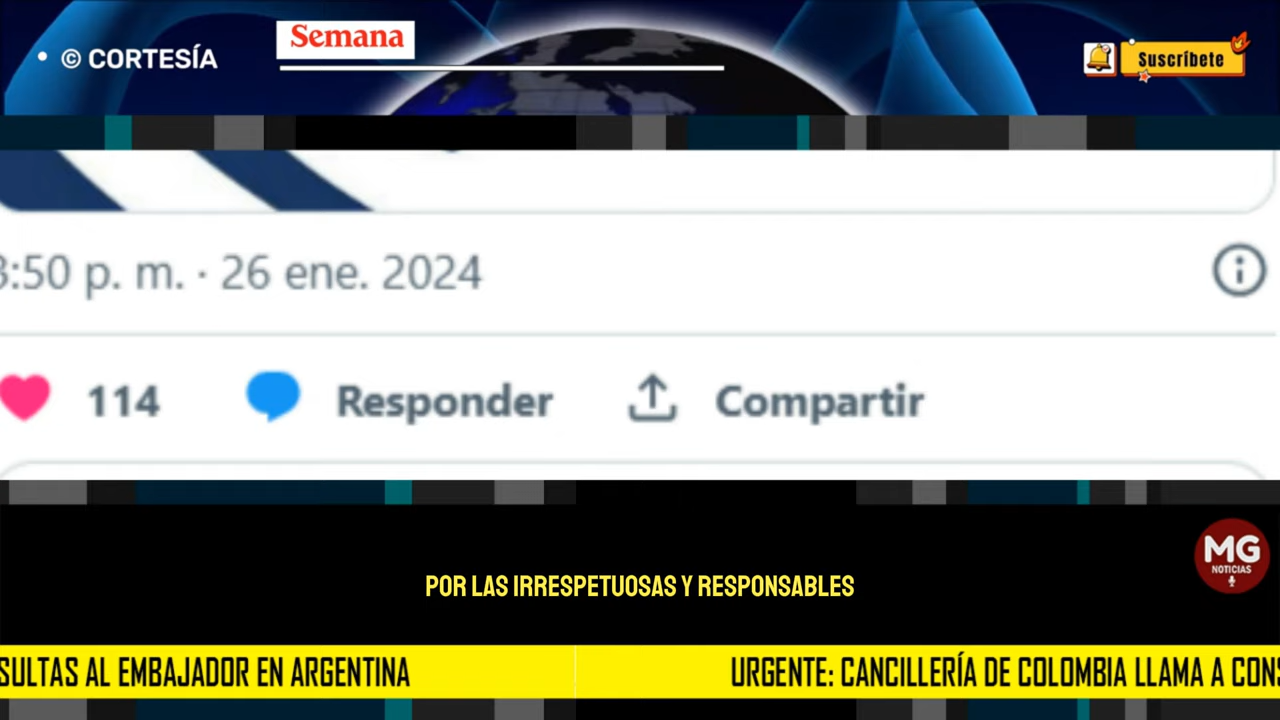 • © CORTESÍA
Semana
Suscríbete
3:50 p. m. · 26 ene. 2024
114
Responder
Compartir
MG
NOTICIAS
POR LAS IRRESPETUOSAS Y RESPONSABLES
SULTAS AL EMBAJADOR EN ARGENTINA
URGENTE: CANCILLERÍA DE COLOMBIA LLAMA A CONS